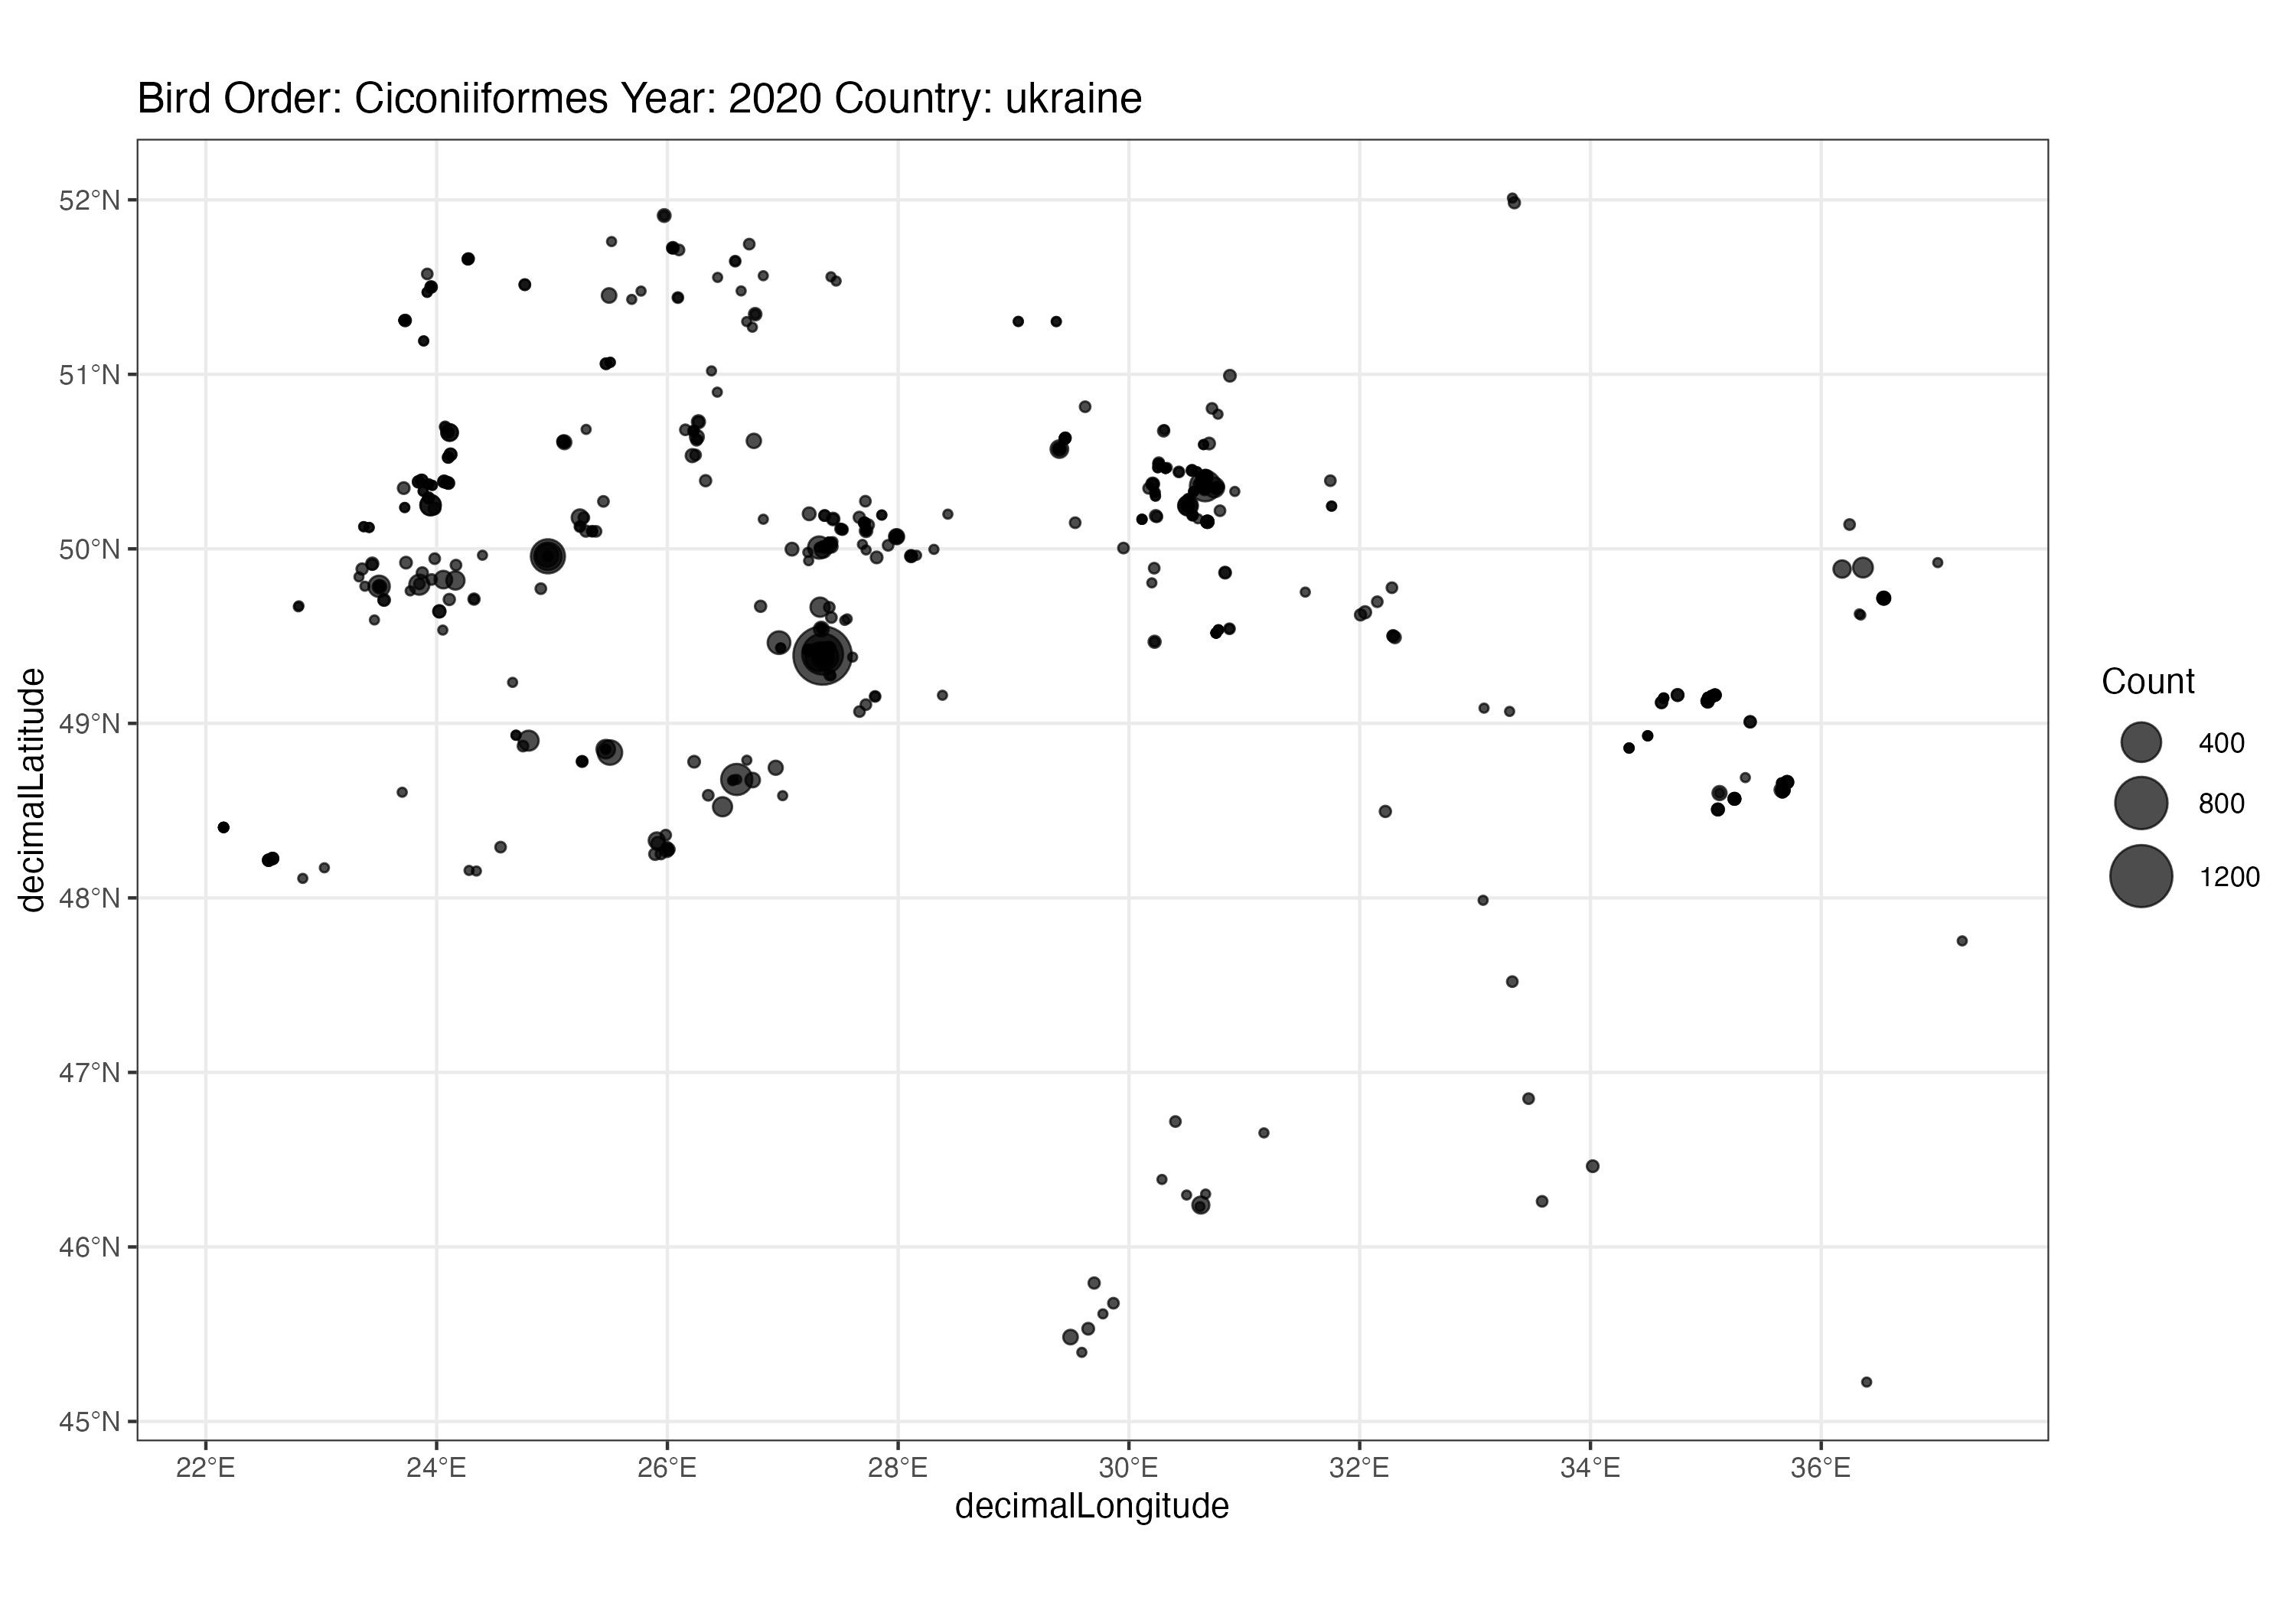 Bird Order: Ciconiiformes Year: 2020 Country: ukraine
52°N
51°N
50°N
49°N
48°N
47°N
46°N
45°N
decimalLatitude
22°E 24°E 26°E 28°E 30°E 32°E 34°E 36°E
decimalLongitude
Count
400
800
1200